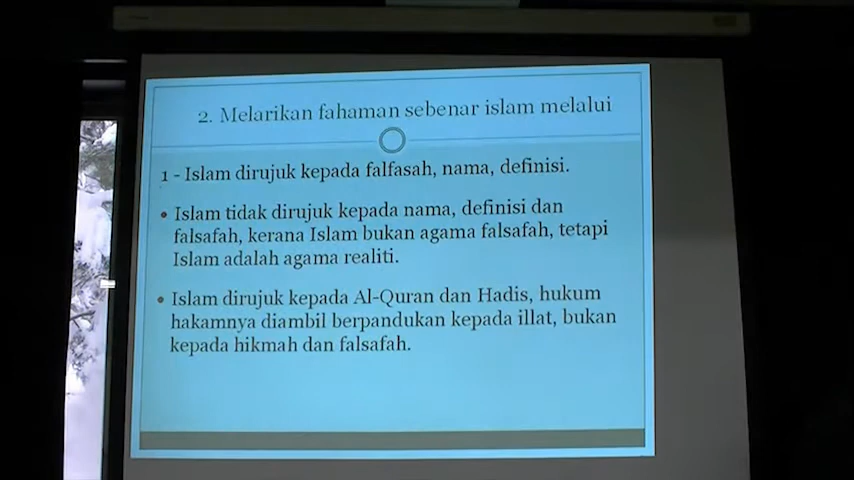 2. Melarikan fahaman sebenar islam melalui
1 - Islam dirujuk kepada falfasah, nama, definisi.
• Islam tidak dirujuk kepada nama, definisi dan
falsafah, kerana Islam bukan agama falsafah, tetapi
Islam adalah agama realiti.
• Islam dirujuk kepada Al-Quran dan Hadis, hukum
hakamnya diambil berpandukan kepada illat, bukan
kepada hikmah dan falsafah.